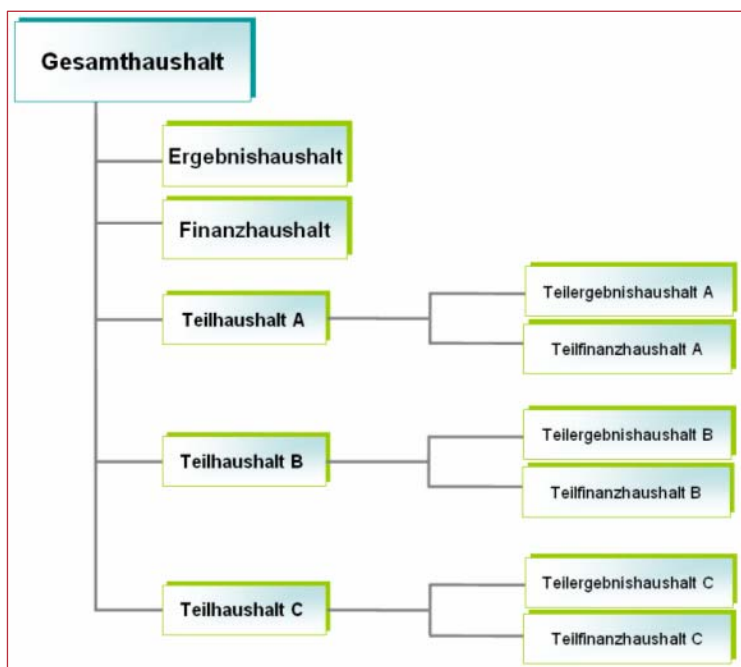 Gesamthaushalt
Ergebnishaushalt
Finanzhaushalt
Teilhaushalt A
Teilergebnishaushalt A
Teilfinanzhaushalt A
Teilhaushalt B
Teilergebnishaushalt B
Teilfinanzhaushalt B
Teilhaushalt C
Teilergebnishaushalt C
Teilfinanzhaushalt C